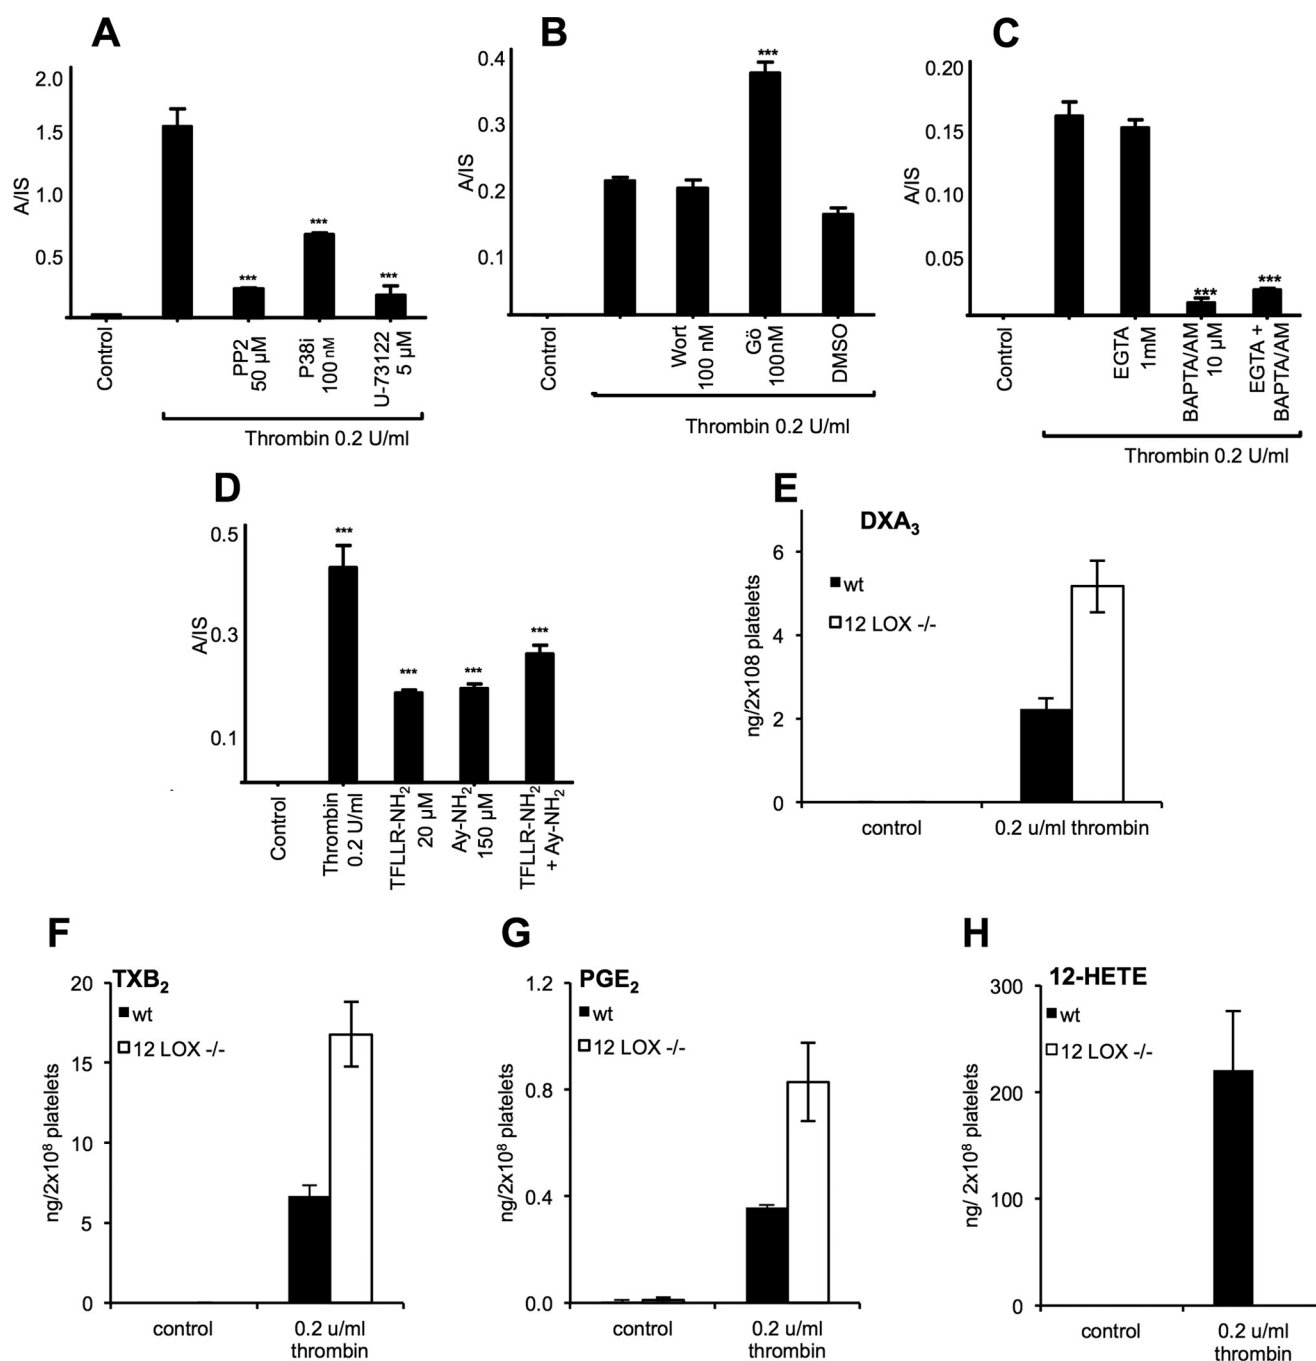 A
2.0
1.5
1.0
0.5
A/IS
***
***
***
Control
PP2
50 µM
P38i
100 nM
U-73122
5 µM
Thrombin 0.2 U/ml
B
0.4
0.3
0.2
0.1
A/IS
***
Control
Wort
100 nM
Gö
100nM
DMSO
Thrombin 0.2 U/ml
C
0.20
0.15
0.10
0.05
A/IS
***
***
Control
EGTA
1mM
BAPTA/AM
10 µM
EGTA +
BAPTA/AM
Thrombin 0.2 U/ml
D
0.5
0.3
0.1
A/IS
***
***
***
***
Control
Thrombin
0.2 U/ml
TFLLR-NH₂
20 µM
Ay-NH₂
150 µM
TFLLR-NH₂
+ Ay-NH₂
E
DXA₃
wt
12 LOX -/-
6
4
2
0
ng/2x108 platelets
control
0.2 u/ml thrombin
F
TXB₂
wt
12 LOX -/-
20
15
10
5
0
ng/2x10⁸ platelets
control
0.2 u/ml
thrombin
G
PGE₂
wt
12 LOX -/-
1.2
0.8
0.4
0.0
ng/2x10⁸ platelets
control
0.2 u/ml
thrombin
H
12-HETE
wt
12 LOX -/-
300
200
100
0
ng/ 2x10⁸ platelets
control
0.2 u/ml
thrombin